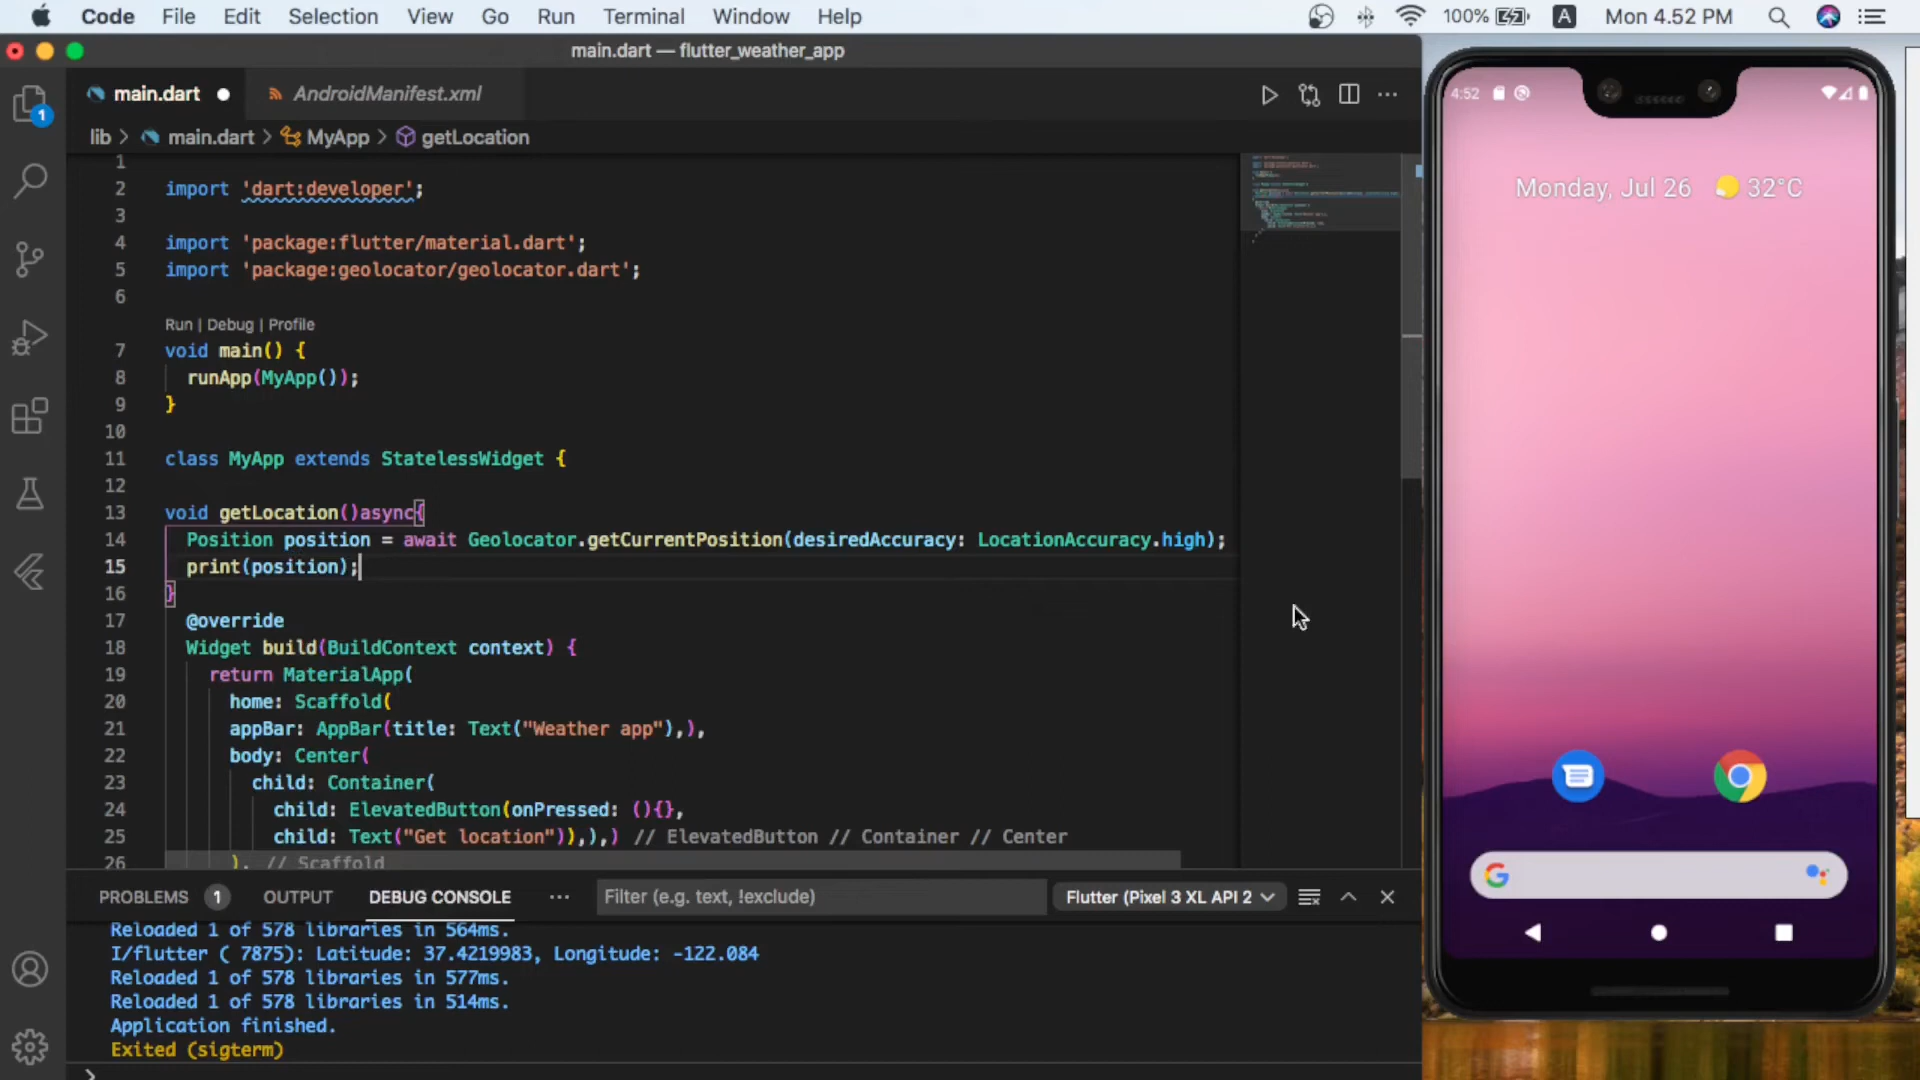 Code File Edit Selection View Go Run Terminal Window Help 100% A Mon 4.52 PM
main.dart — flutter_weather_app
main.dart AndroidManifest.xml
1
lib > main.dart > MyApp > getLocation
1
2 import 'dart:developer';
3
4 import 'package:flutter/material.dart';
5 import 'package:geolocator/geolocator.dart';
6
Run | Debug | Profile
7 void main() {
8 runApp(MyApp());
9 }
10
11 class MyApp extends StatelessWidget {
12
13 void getLocation()async{
14 Position position = await Geolocator.getCurrentPosition(desiredAccuracy: LocationAccuracy.high);
15 print(position);
16 }
17 @override
18 Widget build(BuildContext context) {
19 return MaterialApp(
20 home: Scaffold(
21 appBar: AppBar(title: Text("Weather app"),),
22 body: Center(
23 child: Container(
24 child: ElevatedButton(onPressed: (){},
25 child: Text("Get location")),),) // ElevatedButton // Container // Center
26 ), // Scaffold
PROBLEMS 1 OUTPUT DEBUG CONSOLE ··· Filter (e.g. text, !exclude) Flutter (Pixel 3 XL API 2
Reloaded 1 of 578 libraries in 564ms.
I/flutter ( 7875): Latitude: 37.4219983, Longitude: -122.084
Reloaded 1 of 578 libraries in 577ms.
Reloaded 1 of 578 libraries in 514ms.
Application finished.
Exited (sigterm)
>
4:52
Monday, Jul 26 32°C
G